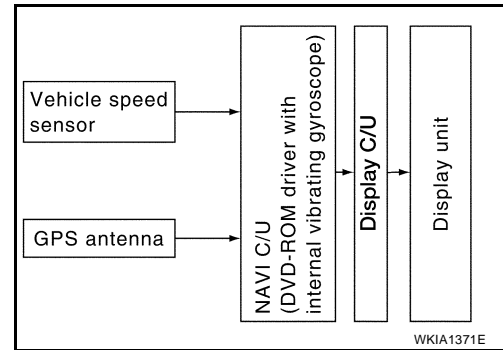 Vehicle speed
sensor
GPS antenna
NAVI C/U
(DVD-ROM driver with
internal vibrating gyroscope)
Display C/U
Display unit
WKIA1371E